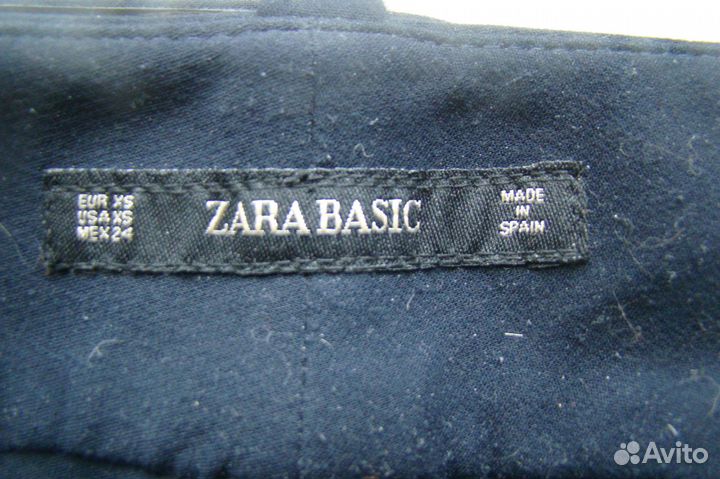 EUR XS
USA XS
MEX 24
ZARA BASIC
MADE
IN
SPAIN
Avito